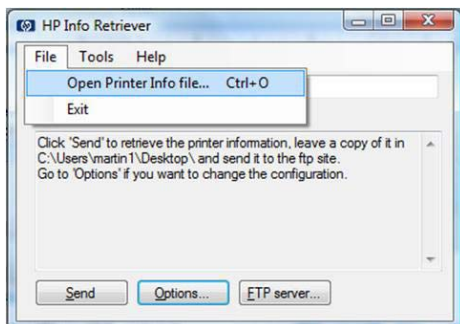 HP Info Retriever
File Tools Help
Open Printer Info file... Ctrl+O
Exit
Click 'Send' to retrieve the printer information, leave a copy of it in
C:\Users\martin1\Desktop\ and send it to the ftp site.
Go to 'Options' if you want to change the configuration.
Send Options... FTP server...